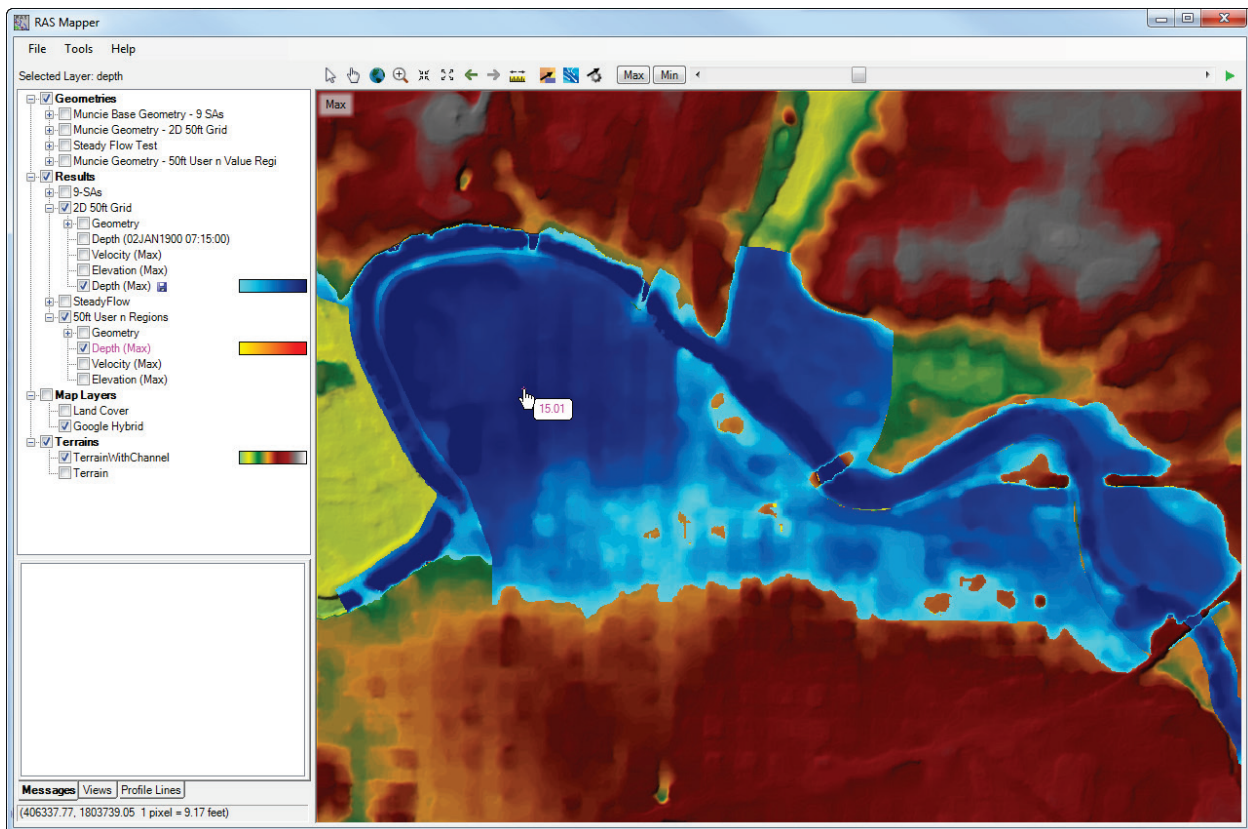 RAS Mapper
File Tools Help
Selected Layer: depth
Max Min
Geometries
Muncie Base Geometry - 9 SAs
Muncie Geometry - 2D 50ft Grid
Steady Flow Test
Muncie Geometry - 50ft User n Value Regi
Results
9-SAs
2D 50ft Grid
Geometry
Depth (02JAN1900 07:15:00)
Velocity (Max)
Elevation (Max)
Depth (Max)
SteadyFlow
50ft User n Regions
Geometry
Depth (Max)
Velocity (Max)
Elevation (Max)
Map Layers
Land Cover
Google Hybrid
Terrains
TerrainWithChannel
Terrain
Max
15.01
Messages Views Profile Lines
(406337.77, 1803739.05 1 pixel = 9.17 feet)